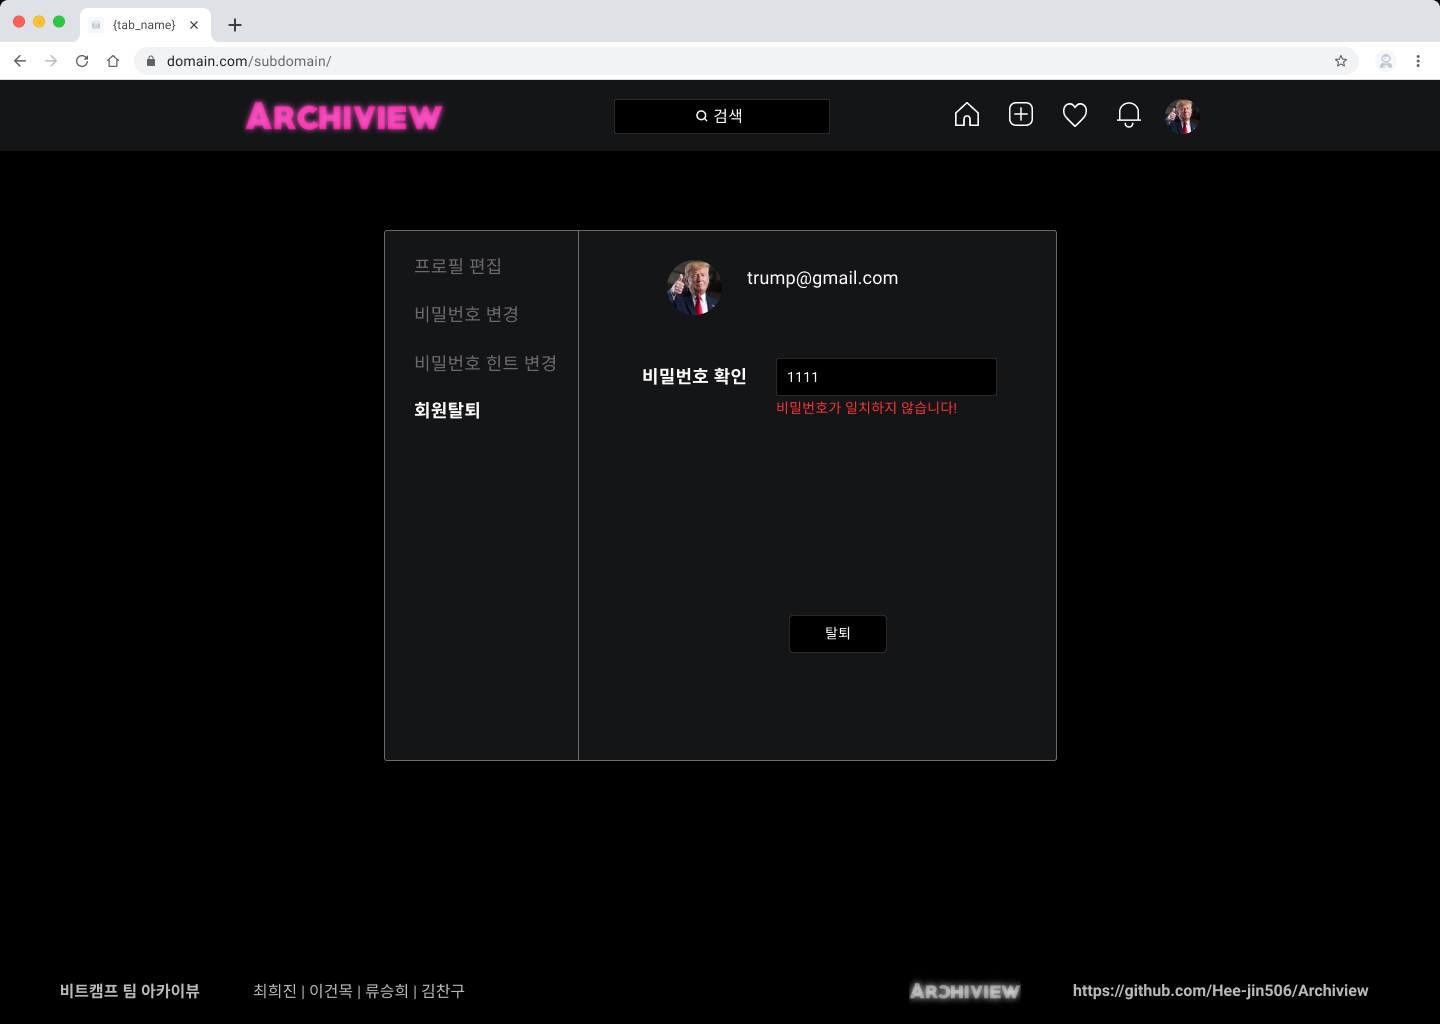 {tab_name}
domain.com/subdomain/
ARCHIVIEW
검색
프로필 편집
비밀번호 변경
비밀번호 힌트 변경
회원탈퇴
trump@gmail.com
비밀번호 확인
1111
비밀번호가 일치하지 않습니다!
탈퇴
비트캠프 팀 아카이뷰
최희진 | 이건목 | 류승희 | 김찬구
ARCHIVIEW
https://github.com/Hee-jin506/Archiview